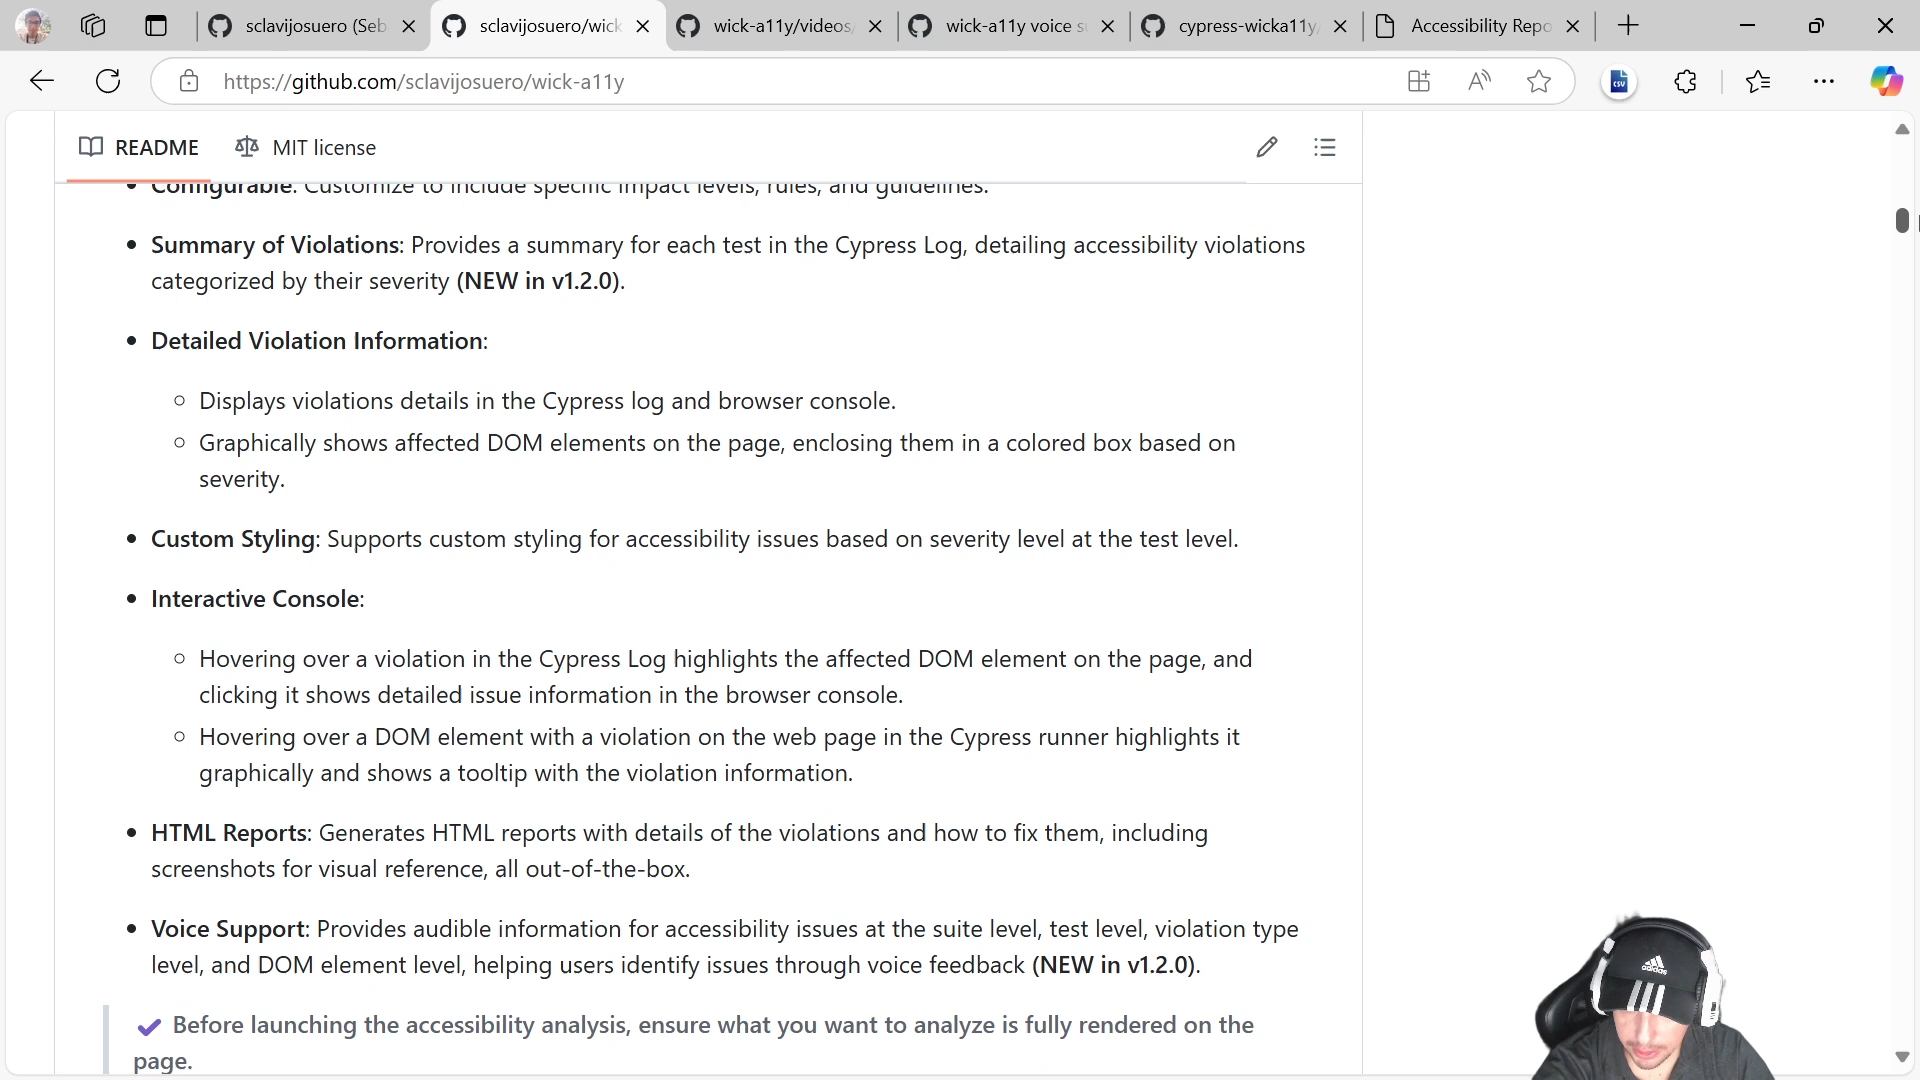 sclavijosuero (Seb
sclavijosuero/wick
wick-a11y/videos/
wick-a11y voice su
cypress-wicka11y/
Accessibility Repo
https://github.com/sclavijosuero/wick-a11y
CSV
README
MIT license
Configurable: Customize to include specific impact levels, rules, and guidelines.
Summary of Violations: Provides a summary for each test in the Cypress Log, detailing accessibility violations
categorized by their severity (NEW in v1.2.0).
Detailed Violation Information:
Displays violations details in the Cypress log and browser console.
Graphically shows affected DOM elements on the page, enclosing them in a colored box based on
severity.
Custom Styling: Supports custom styling for accessibility issues based on severity level at the test level.
Interactive Console:
Hovering over a violation in the Cypress Log highlights the affected DOM element on the page, and
clicking it shows detailed issue information in the browser console.
Hovering over a DOM element with a violation on the web page in the Cypress runner highlights it
graphically and shows a tooltip with the violation information.
HTML Reports: Generates HTML reports with details of the violations and how to fix them, including
screenshots for visual reference, all out-of-the-box.
Voice Support: Provides audible information for accessibility issues at the suite level, test level, violation type
level, and DOM element level, helping users identify issues through voice feedback (NEW in v1.2.0).
Before launching the accessibility analysis, ensure what you want to analyze is fully rendered on the
page.
adidas